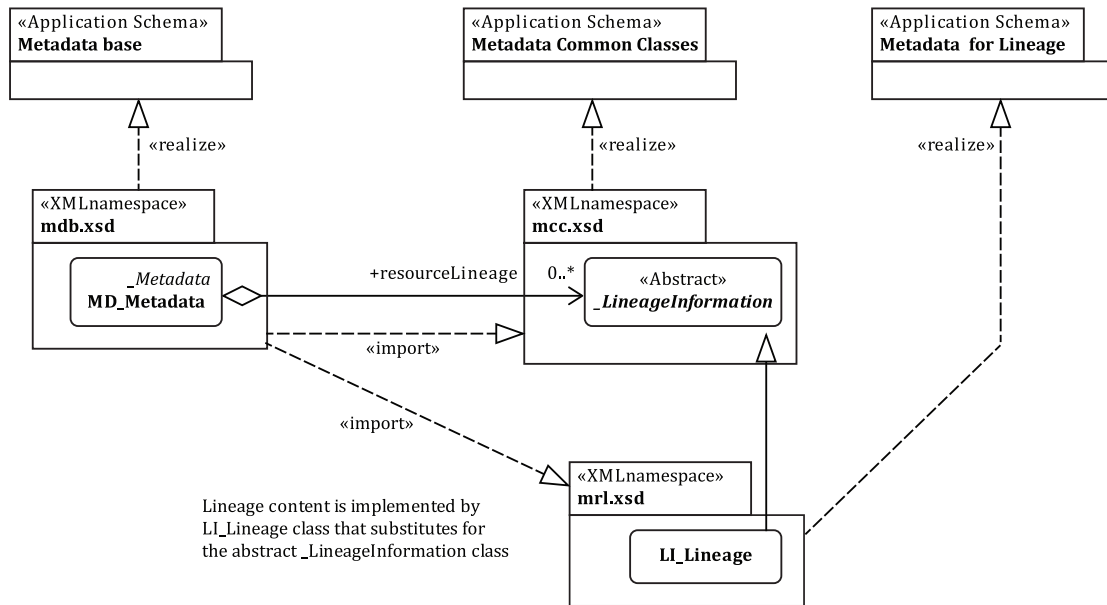 «Application Schema»
Metadata base
«Application Schema»
Metadata Common Classes
«Application Schema»
Metadata for Lineage
«realize»
«realize»
«realize»
«XMLnamespace»
mdb.xsd
«XMLnamespace»
mcc.xsd
_Metadata
MD_Metadata
+resourceLineage
0..*
«Abstract»
_LineageInformation
«import»
«import»
«XMLnamespace»
mrl.xsd
LI_Lineage
Lineage content is implemented by
LI_Lineage class that substitutes for
the abstract _LineageInformation class